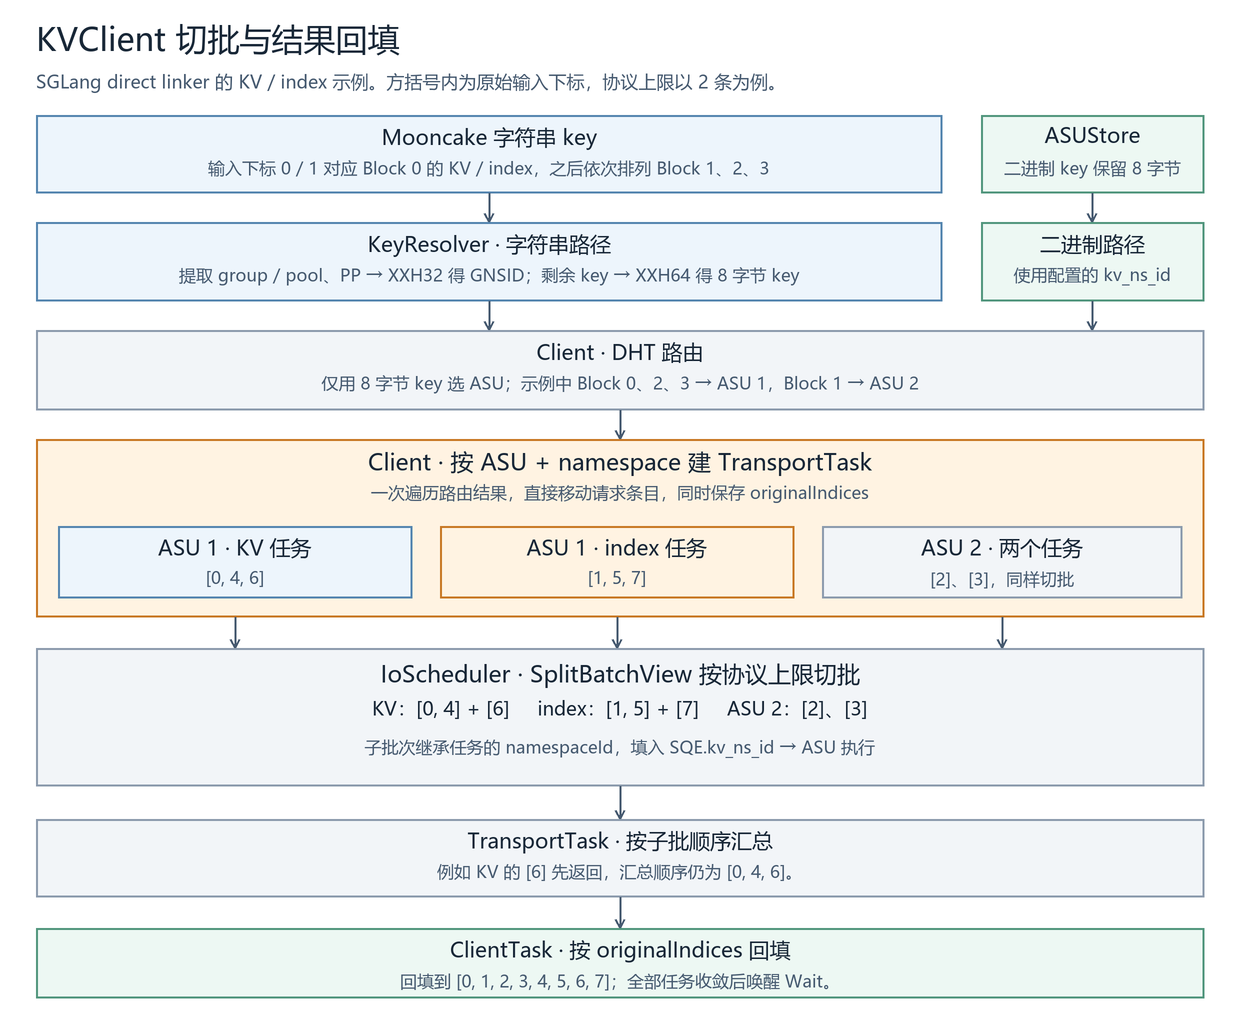 KVClient 切批与结果回填
SGLang direct linker 的 KV / index 示例。方括号内为原始输入下标，协议上限以 2 条为例。
Mooncake 字符串 key
输入下标 0 / 1 对应 Block 0 的 KV / index，之后依次排列 Block 1、2、3
ASUStore
二进制 key 保留 8 字节
KeyResolver · 字符串路径
提取 group / pool、PP → XXH32 得 GNSID；剩余 key → XXH64 得 8 字节 key
二进制路径
使用配置的 kv_ns_id
Client · DHT 路由
仅用 8 字节 key 选 ASU；示例中 Block 0、2、3 → ASU 1，Block 1 → ASU 2
Client · 按 ASU + namespace 建 TransportTask
一次遍历路由结果，直接移动请求条目，同时保存 originalIndices
ASU 1 · KV 任务
[0, 4, 6]
ASU 1 · index 任务
[1, 5, 7]
ASU 2 · 两个任务
[2]、[3]，同样切批
IoScheduler · SplitBatchView 按协议上限切批
KV：[0, 4] + [6] index：[1, 5] + [7] ASU 2：[2]、[3]
子批次继承任务的 namespaceId，填入 SQE.kv_ns_id → ASU 执行
TransportTask · 按子批顺序汇总
例如 KV 的 [6] 先返回，汇总顺序仍为 [0, 4, 6]。
ClientTask · 按 originalIndices 回填
回填到 [0, 1, 2, 3, 4, 5, 6, 7]；全部任务收敛后唤醒 Wait。